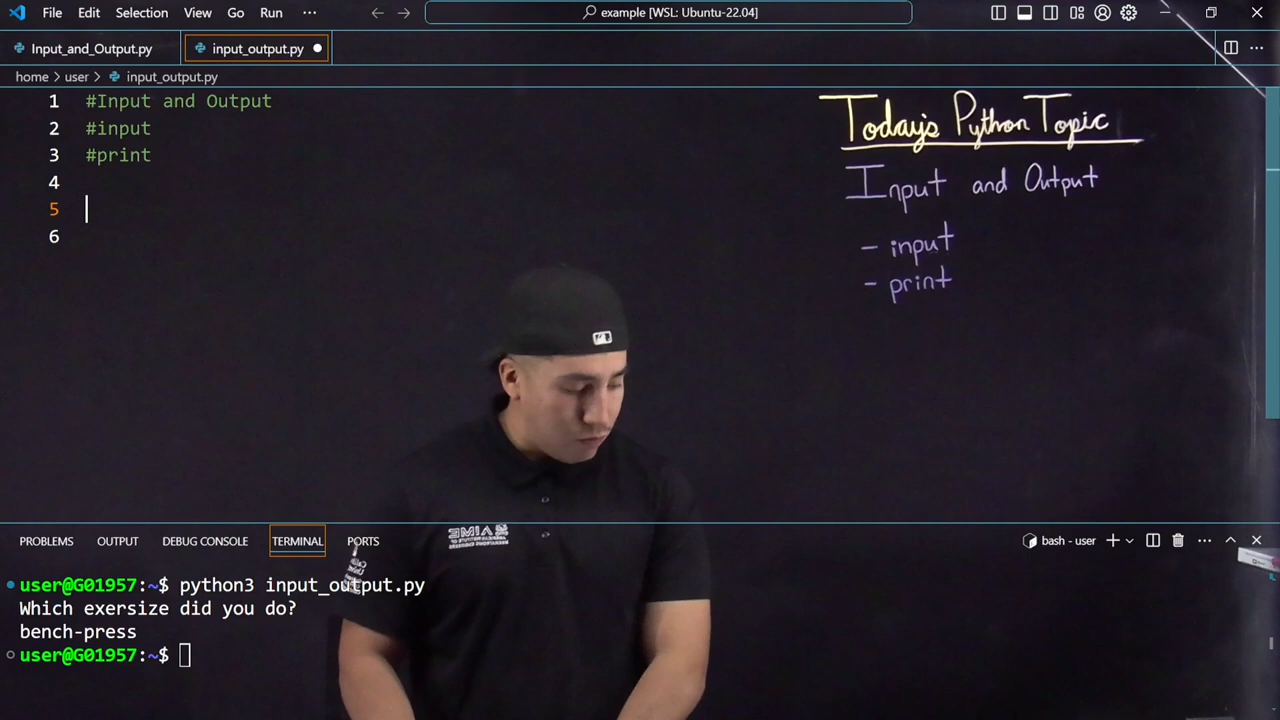 File Edit Selection View Go Run ··· example [WSL: Ubuntu-22.04]
Input_and_Output.py input_output.py
home > user > input_output.py
1 #Input and Output
2 #input
3 #print
4
5
6
Today's Python Topic
Input and Output
- input
- print
PROBLEMS OUTPUT DEBUG CONSOLE TERMINAL PORTS bash - user
user@G01957:~$ python3 input_output.py
Which exersize did you do?
bench-press
user@G01957:~$
AIME